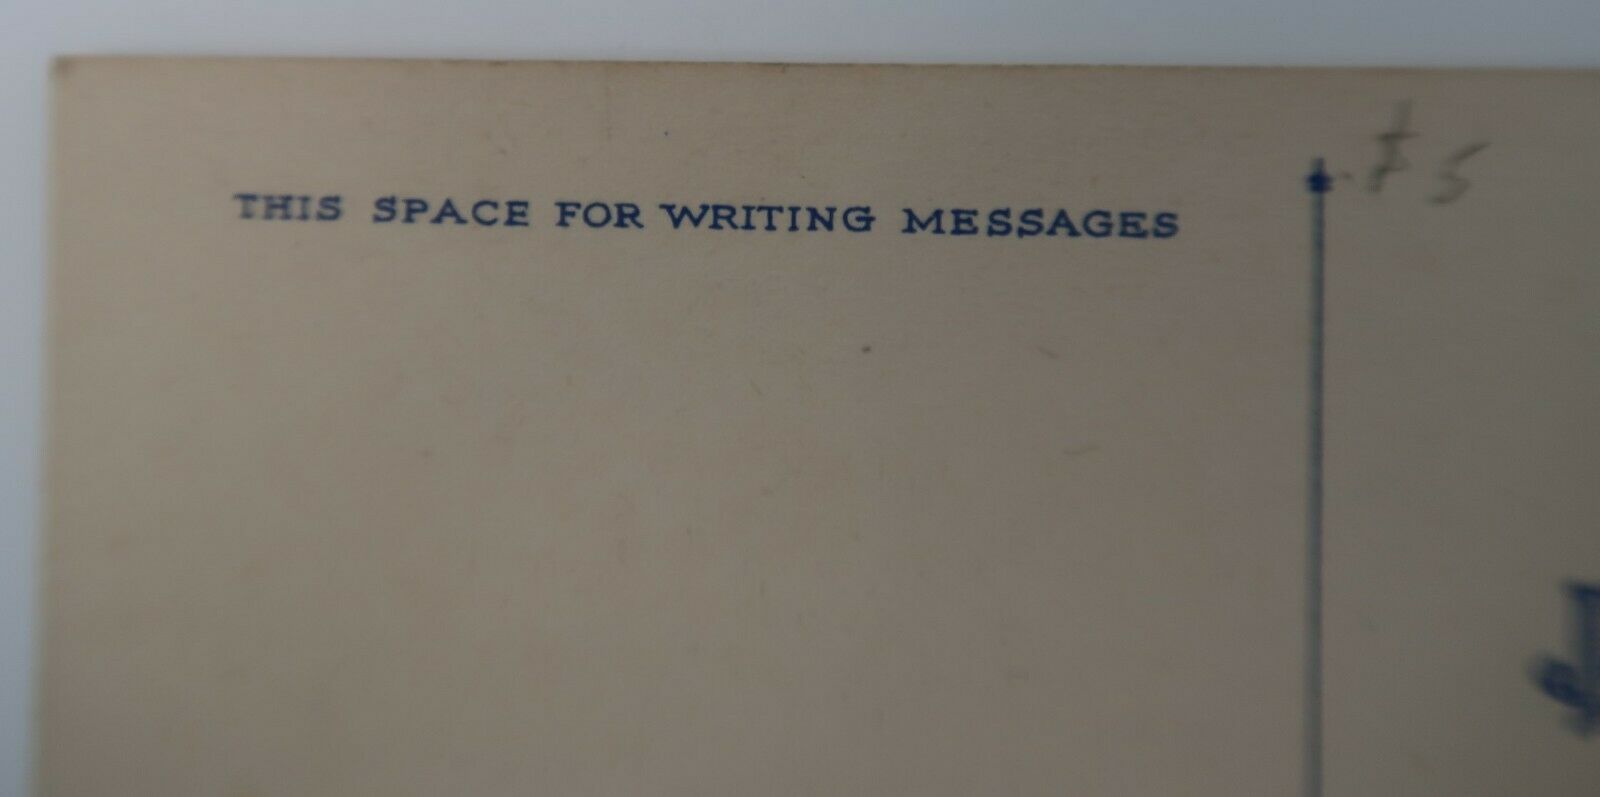 THIS SPACE FOR WRITING MESSAGES